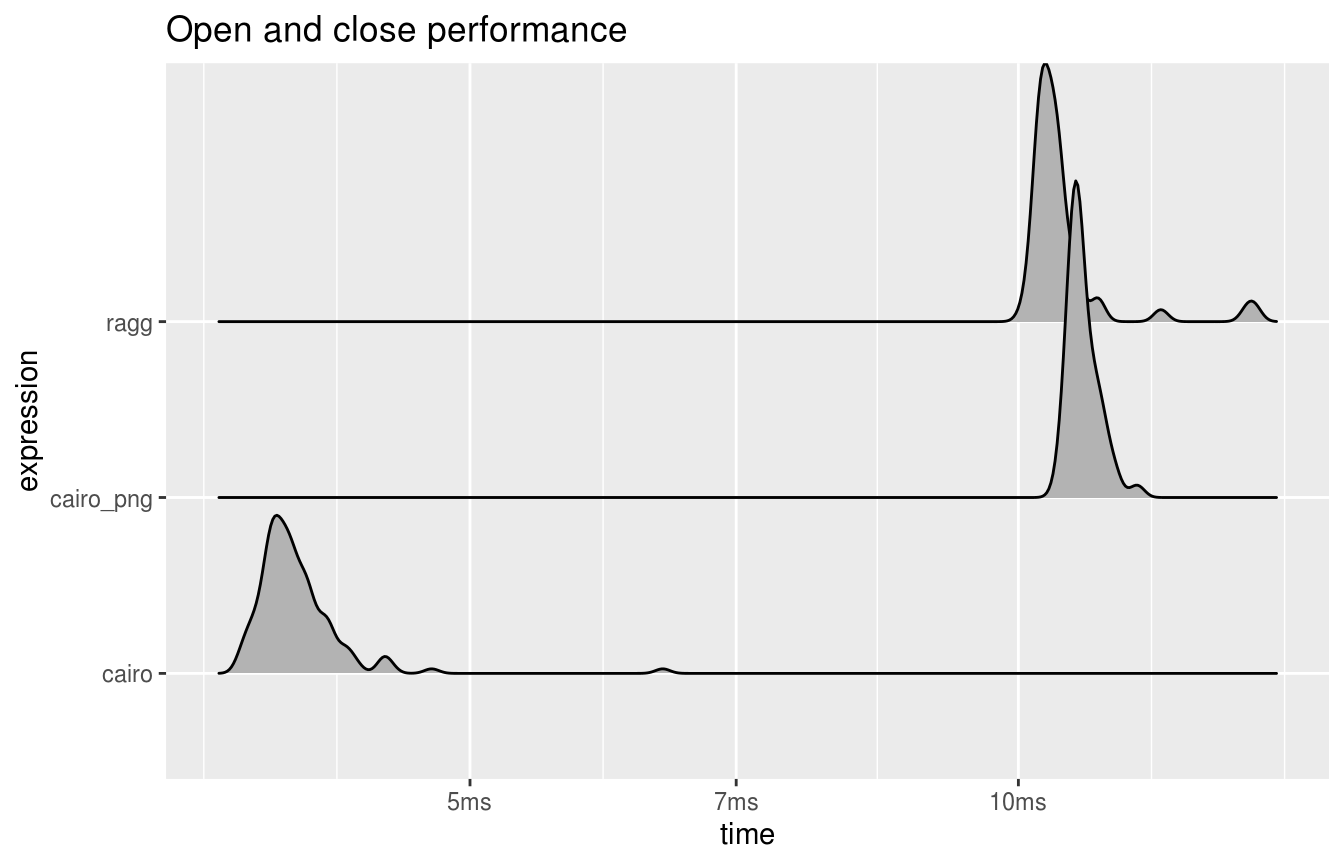 Open and close performance
expression
ragg
cairo_png
cairo
5ms 7ms 10ms
time